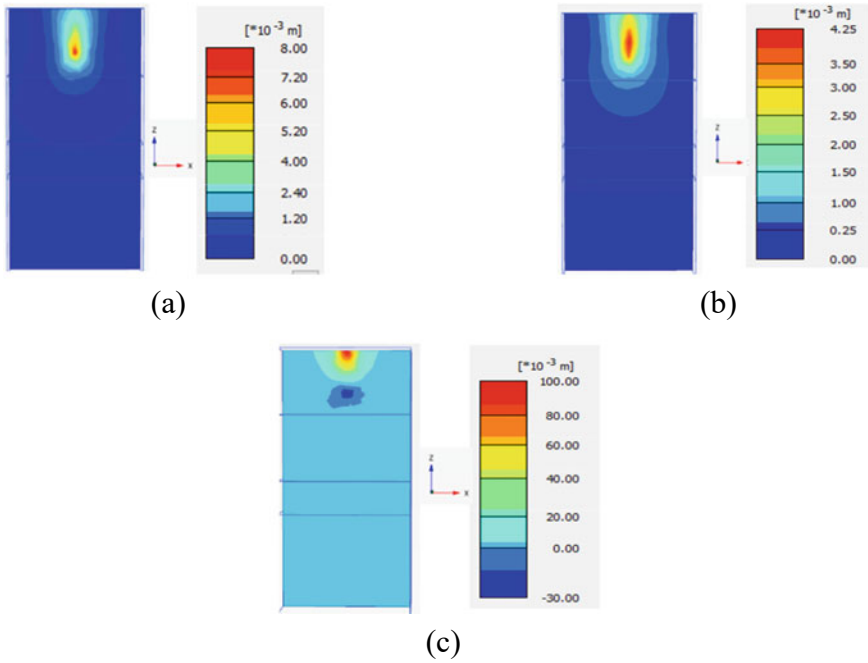 [*10⁻³ m]
8.00
7.20
6.00
5.20
4.00
2.40
1.20
0.00
z
x
(a)
[*10⁻³ m]
4.25
3.50
3.00
2.50
2.00
1.50
1.00
0.25
0.00
z
(b)
[*10⁻³ m]
100.00
80.00
60.00
40.00
20.00
0.00
-30.00
z
x
(c)